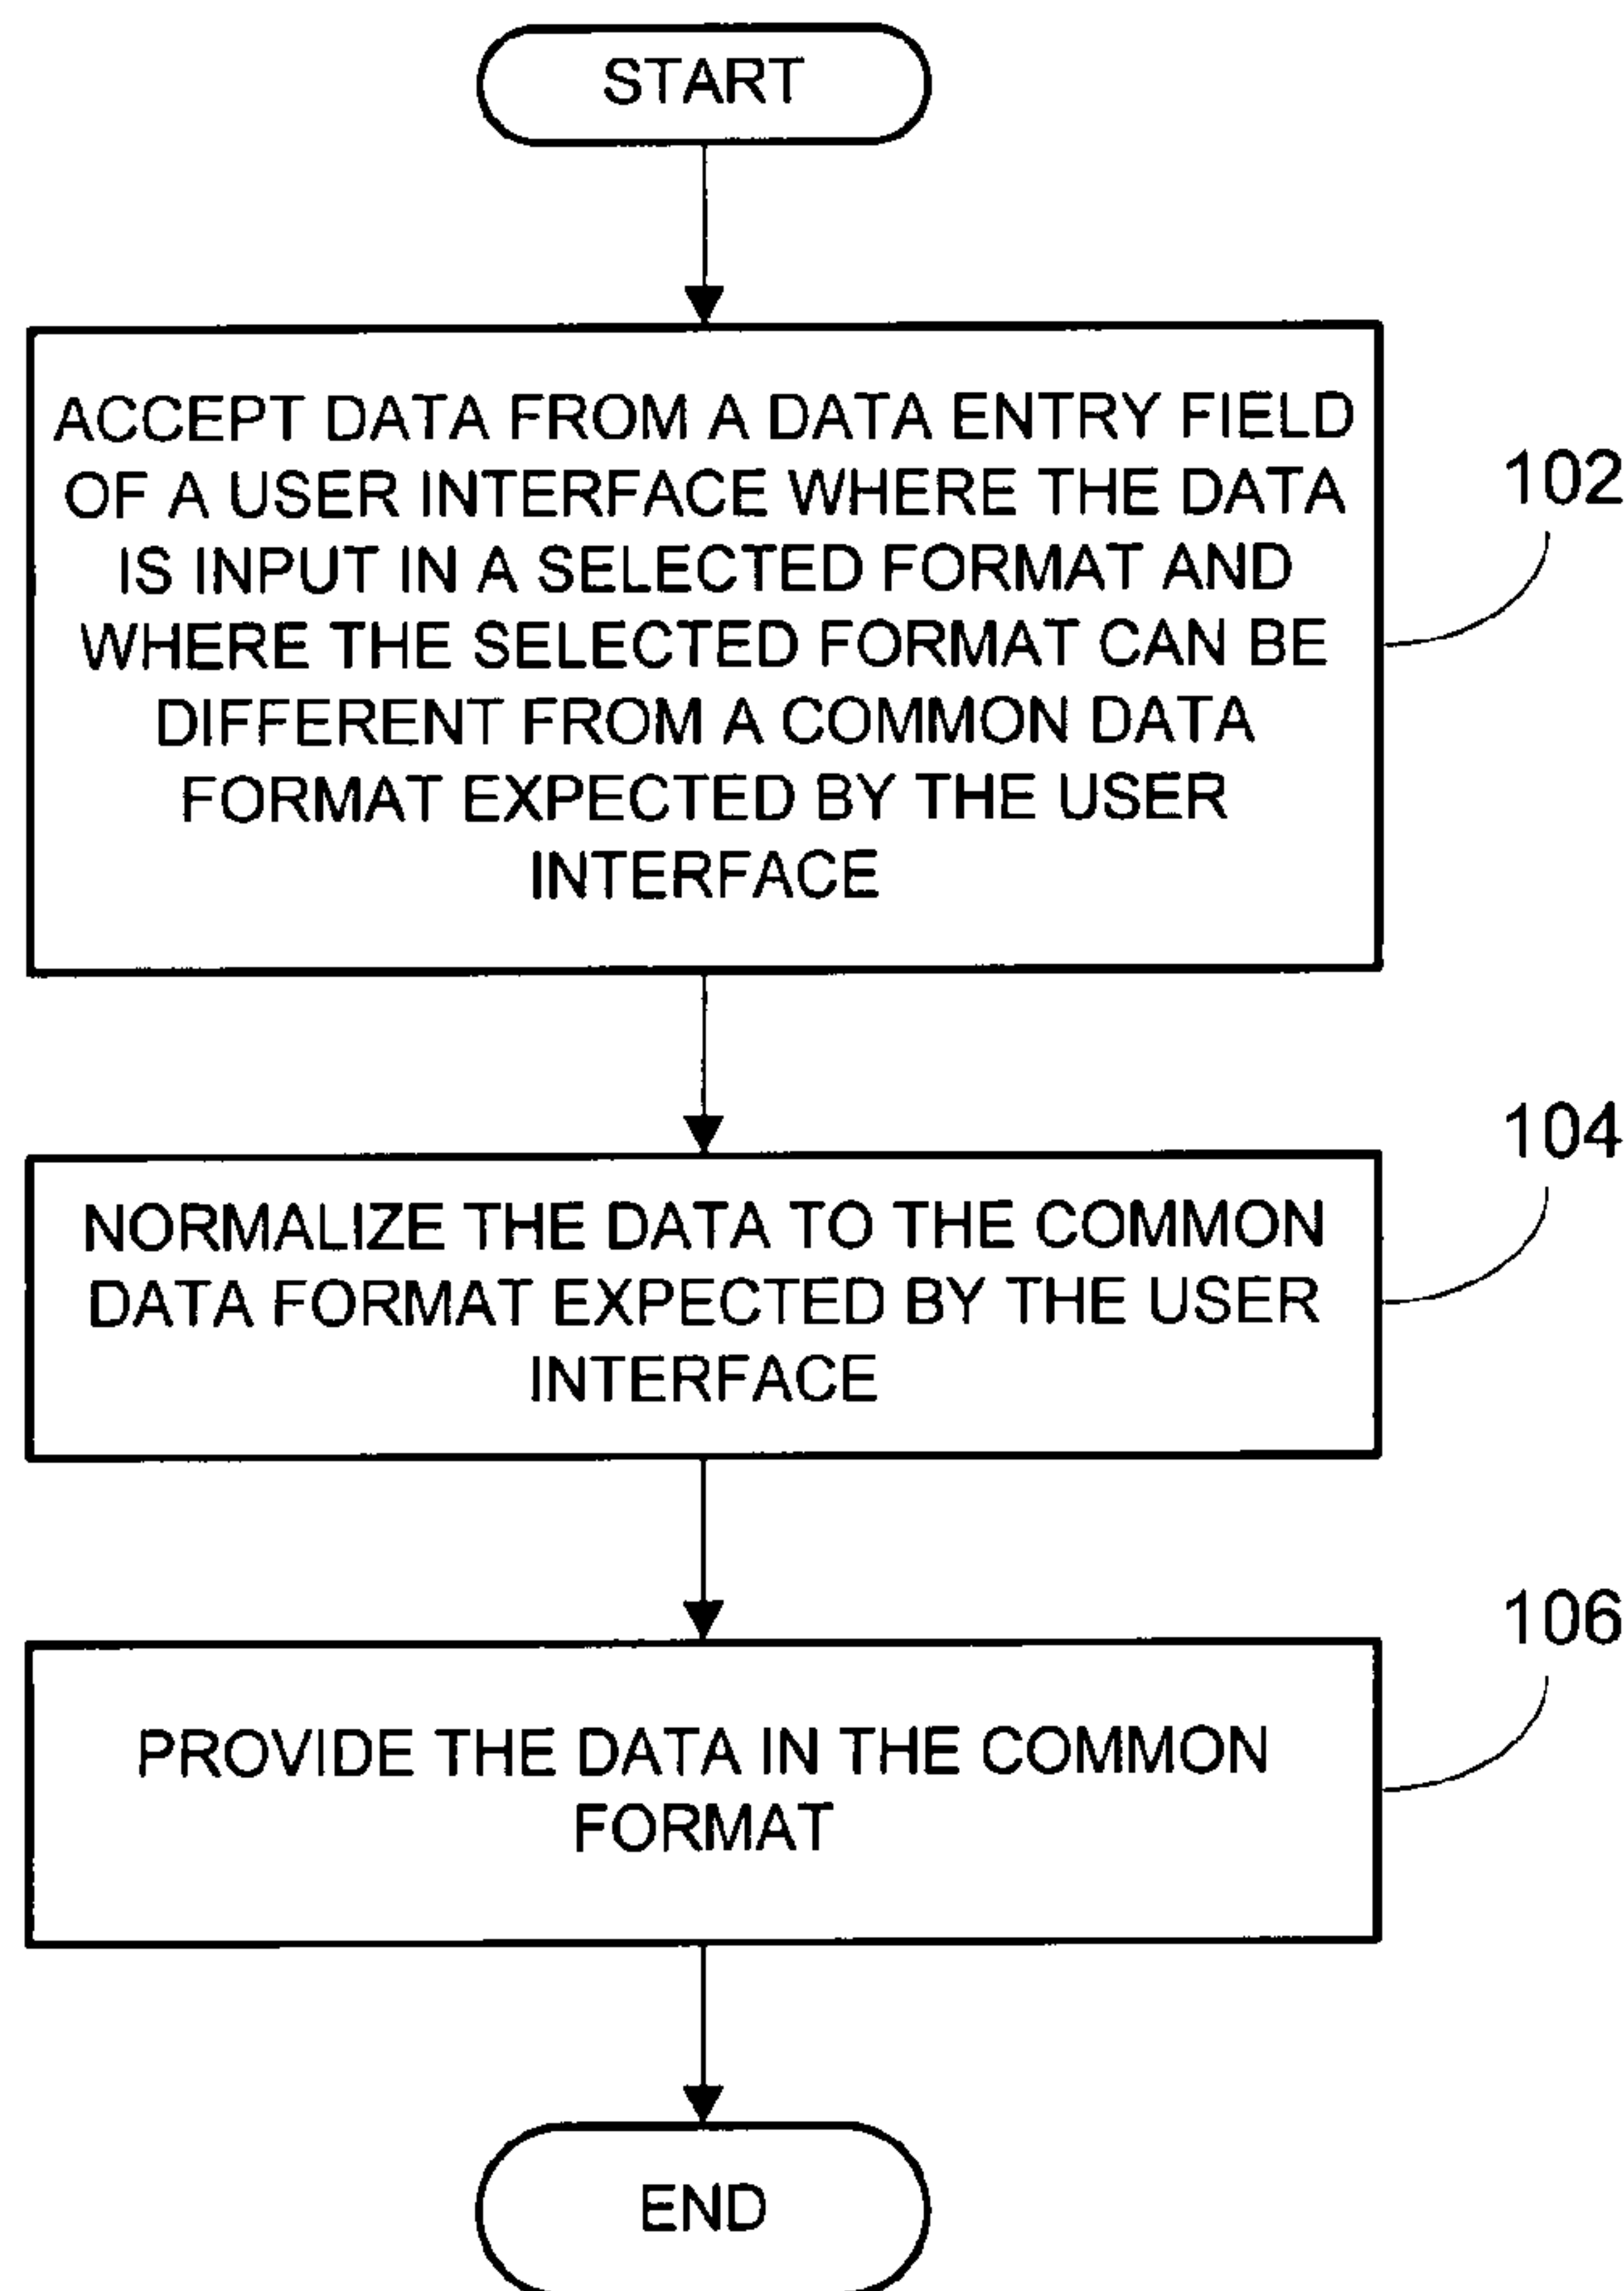 START
ACCEPT DATA FROM A DATA ENTRY FIELD
OF A USER INTERFACE WHERE THE DATA
IS INPUT IN A SELECTED FORMAT AND
WHERE THE SELECTED FORMAT CAN BE
DIFFERENT FROM A COMMON DATA
FORMAT EXPECTED BY THE USER
INTERFACE
102
NORMALIZE THE DATA TO THE COMMON
DATA FORMAT EXPECTED BY THE USER
INTERFACE
104
PROVIDE THE DATA IN THE COMMON
FORMAT
106
END